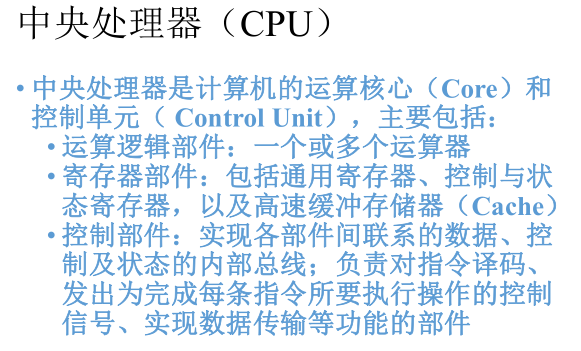 中央处理器（CPU）
• 中央处理器是计算机的运算核心（Core）和
控制单元（ Control Unit），主要包括：
• 运算逻辑部件：一个或多个运算器
• 寄存器部件：包括通用寄存器、控制与状
态寄存器，以及高速缓冲存储器（Cache）
• 控制部件：实现各部件间联系的数据、控
制及状态的内部总线；负责对指令译码、
发出为完成每条指令所要执行操作的控制
信号、实现数据传输等功能的部件